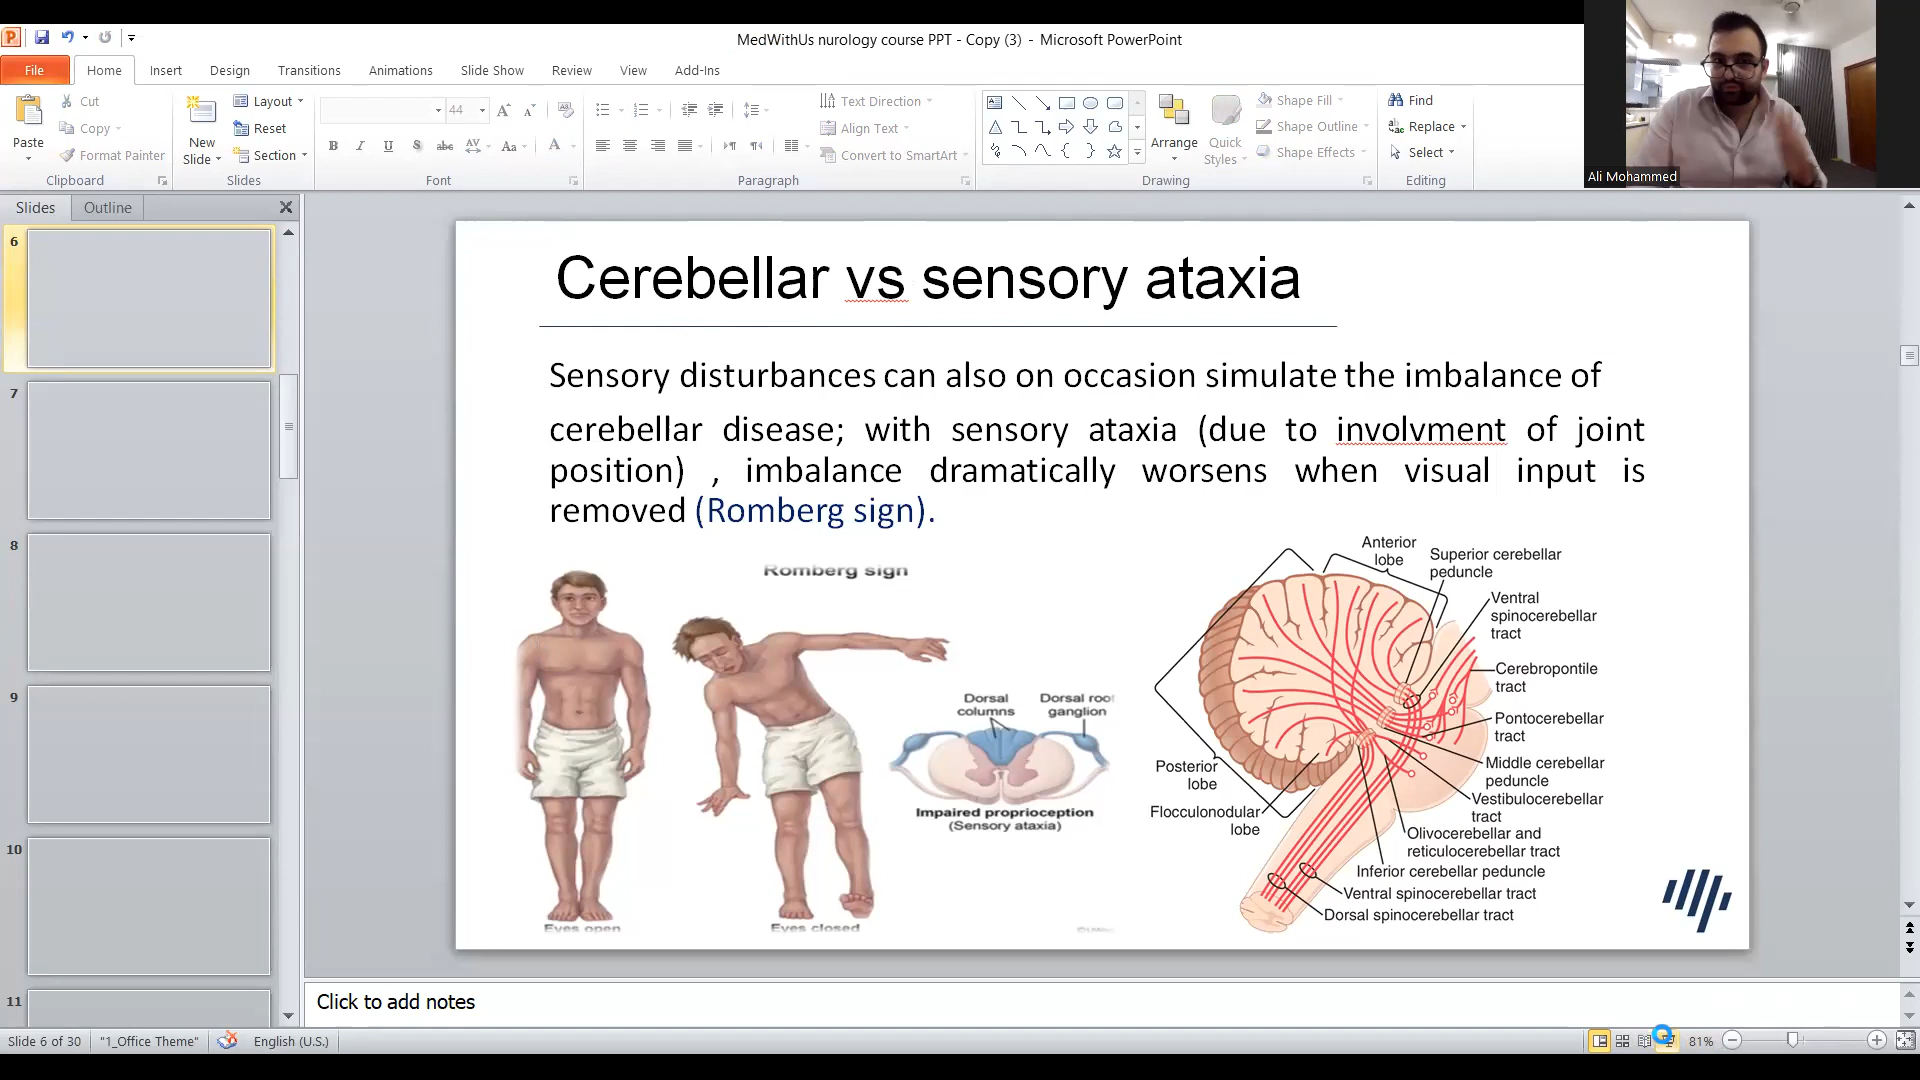 MedWithUs nurology course PPT - Copy (3) - Microsoft PowerPoint
File
Home
Insert
Design
Transitions
Animations
Slide Show
Review
View
Add-Ins
Paste
Cut
Copy
Format Painter
Clipboard
New
Slide
Layout
Reset
Section
Slides
44
Font
Paragraph
Text Direction
Align Text
Convert to SmartArt
Arrange
Quick
Styles
Shape Fill
Shape Outline
Shape Effects
Drawing
Find
Replace
Select
Editing
Ali Mohammed
Slides
Outline
6
7
8
9
10
11
Cerebellar vs sensory ataxia
Sensory disturbances can also on occasion simulate the imbalance of
cerebellar disease; with sensory ataxia (due to involvment of joint
position) , imbalance dramatically worsens when visual input is
removed (Romberg sign).
Romberg sign
Eyes open
Eyes closed
Dorsal
columns
Dorsal root
ganglion
Impaired proprioception
(Sensory ataxia)
Anterior
lobe
Superior cerebellar
peduncle
Ventral
spinocerebellar
tract
Cerebropontile
tract
Pontocerebellar
tract
Middle cerebellar
peduncle
Vestibulocerebellar
tract
Olivocerebellar and
reticulocerebellar tract
Inferior cerebellar peduncle
Ventral spinocerebellar tract
Dorsal spinocerebellar tract
Posterior
lobe
Flocculonodular
lobe
Click to add notes
Slide 6 of 30
"1_Office Theme"
English (U.S.)
81%